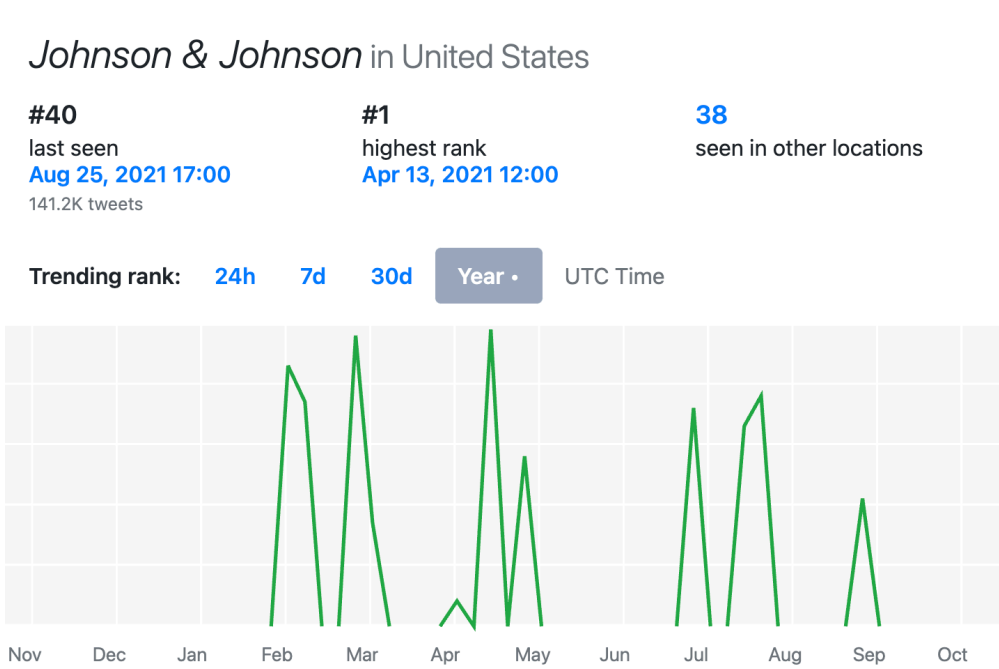 Johnson & Johnson in United States
#40
last seen
Aug 25, 2021 17:00
141.2K tweets
#1
highest rank
Apr 13, 2021 12:00
38
seen in other locations
Trending rank: 24h 7d 30d Year • UTC Time
Nov Dec Jan Feb Mar Apr May Jun Jul Aug Sep Oct